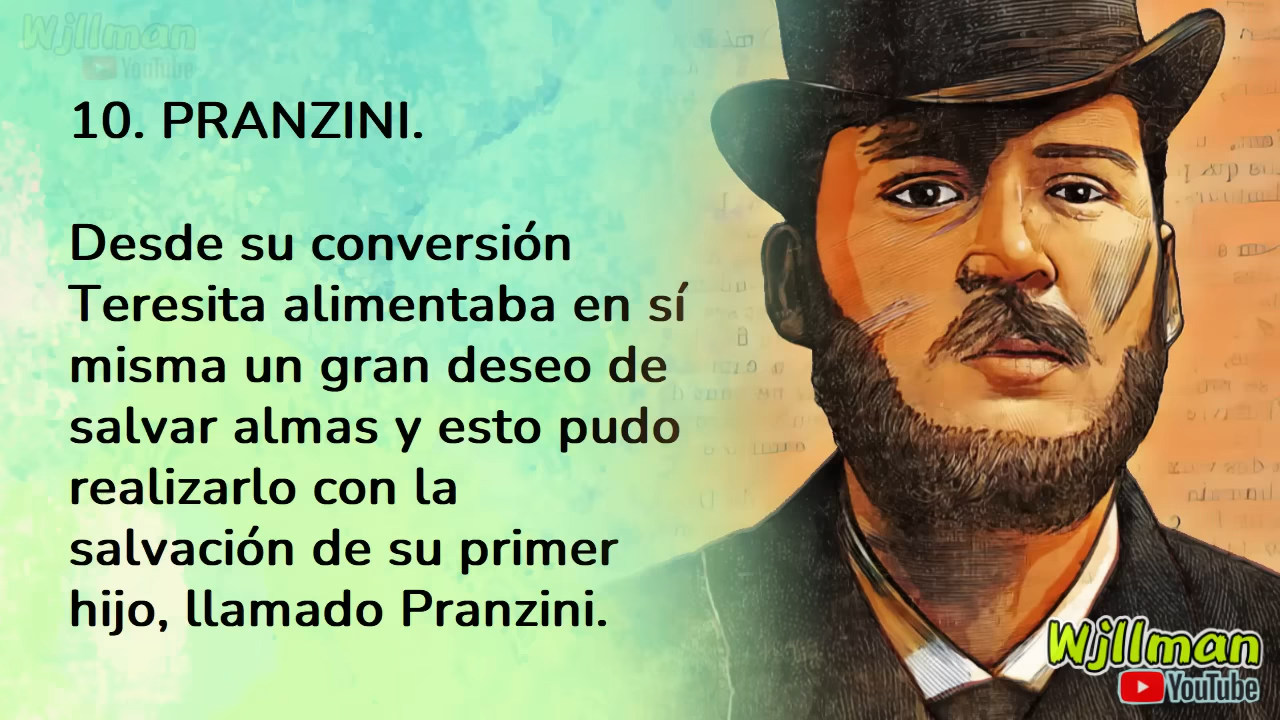 Wjllman
YouTube
10. PRANZINI.
Desde su conversión
Teresita alimentaba en sí
misma un gran deseo de
salvar almas y esto pudo
realizarlo con la
salvación de su primer
hijo, llamado Pranzini.
Wjllman
YouTube